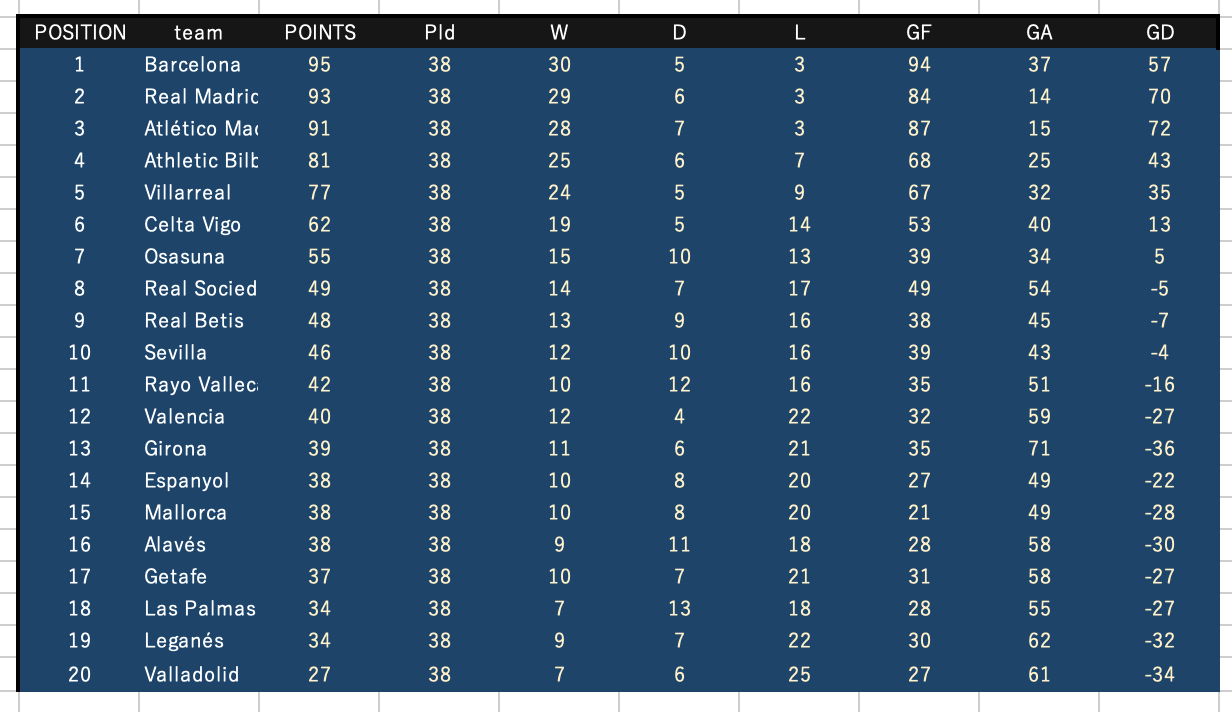 POSITION team POINTS Pld W D L GF GA GD
1 Barcelona 95 38 30 5 3 94 37 57
2 Real Madric 93 38 29 6 3 84 14 70
3 Atlético Mac 91 38 28 7 3 87 15 72
4 Athletic Bilb 81 38 25 6 7 68 25 43
5 Villarreal 77 38 24 5 9 67 32 35
6 Celta Vigo 62 38 19 5 14 53 40 13
7 Osasuna 55 38 15 10 13 39 34 5
8 Real Socied 49 38 14 7 17 49 54 -5
9 Real Betis 48 38 13 9 16 38 45 -7
10 Sevilla 46 38 12 10 16 39 43 -4
11 Rayo Vallec 42 38 10 12 16 35 51 -16
12 Valencia 40 38 12 4 22 32 59 -27
13 Girona 39 38 11 6 21 35 71 -36
14 Espanyol 38 38 10 8 20 27 49 -22
15 Mallorca 38 38 10 8 20 21 49 -28
16 Alavés 38 38 9 11 18 28 58 -30
17 Getafe 37 38 10 7 21 31 58 -27
18 Las Palmas 34 38 7 13 18 28 55 -27
19 Leganés 34 38 9 7 22 30 62 -32
20 Valladolid 27 38 7 6 25 27 61 -34